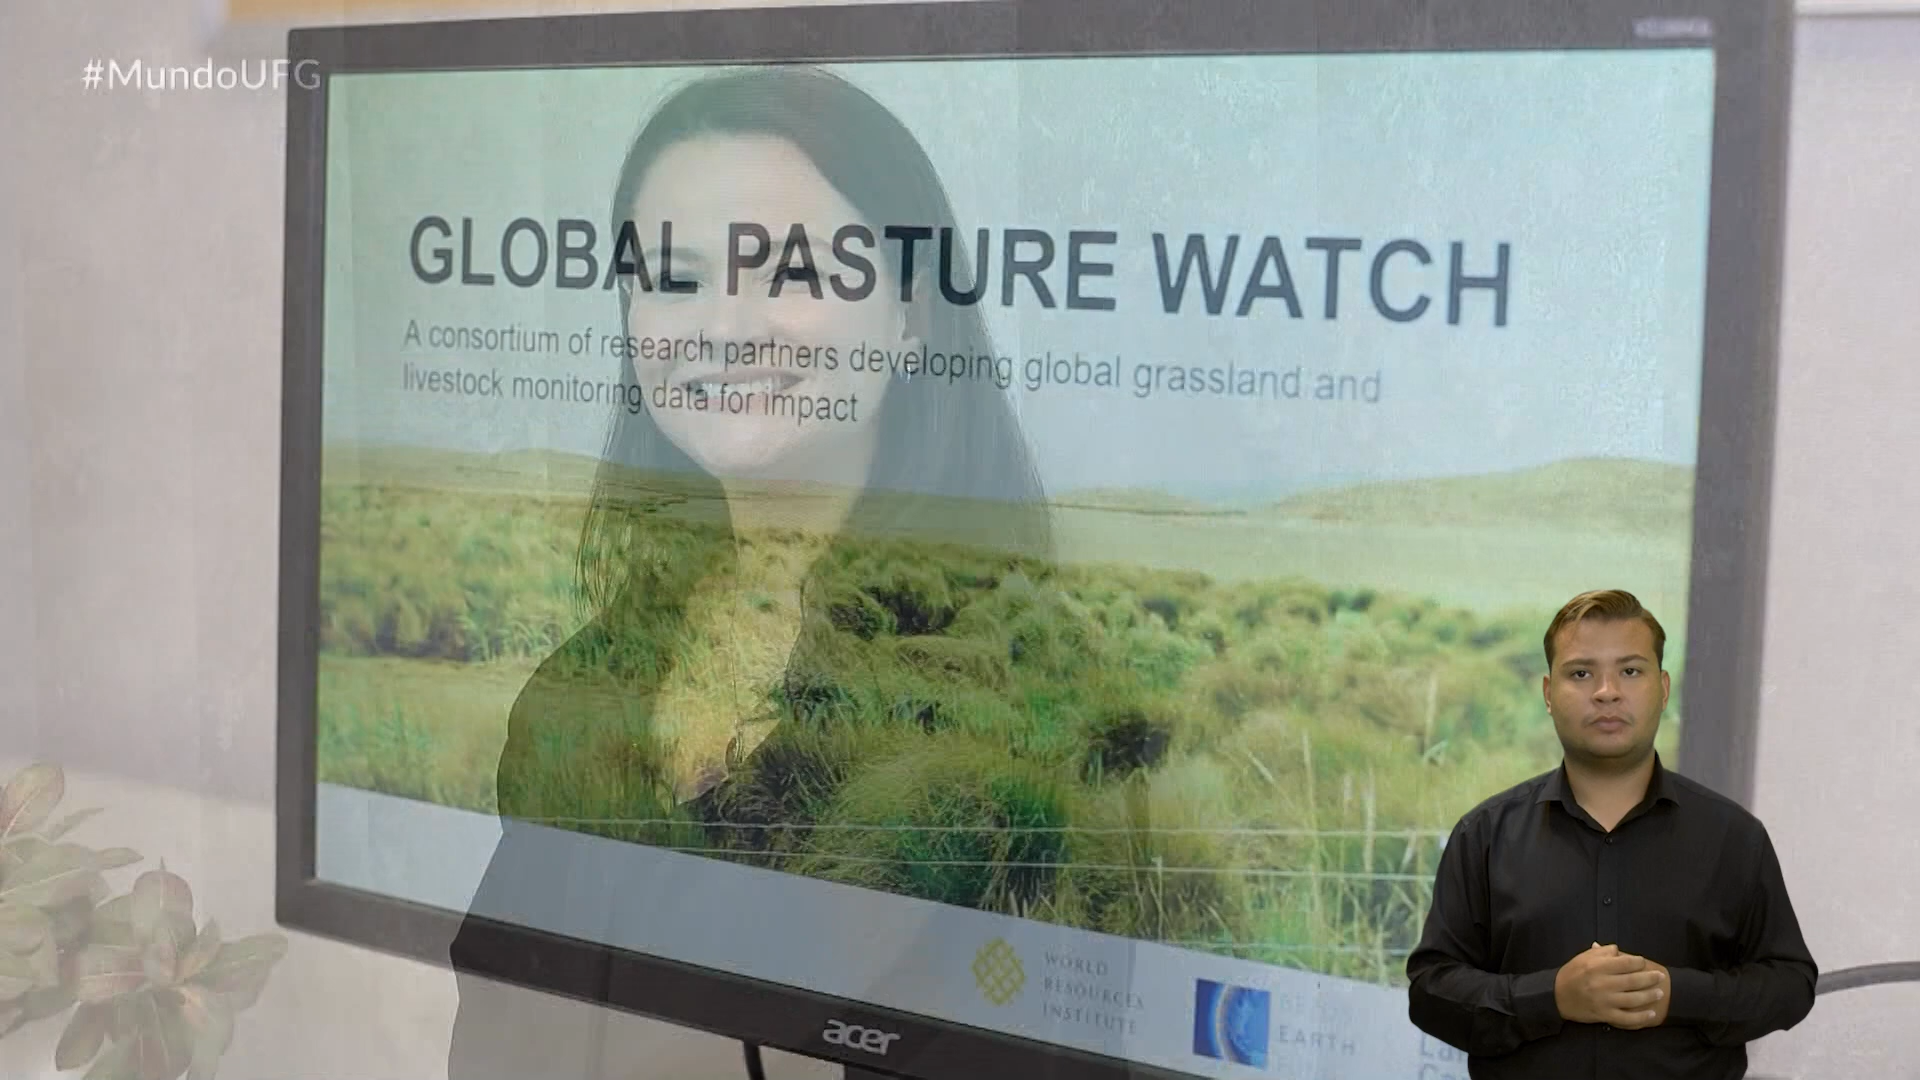 #MundoUFG
GLOBAL PASTURE WATCH
A consortium of research partners developing global grassland and
livestock monitoring data for impact
WORLD
RESOURCES
INSTITUTE
EARTH
acer